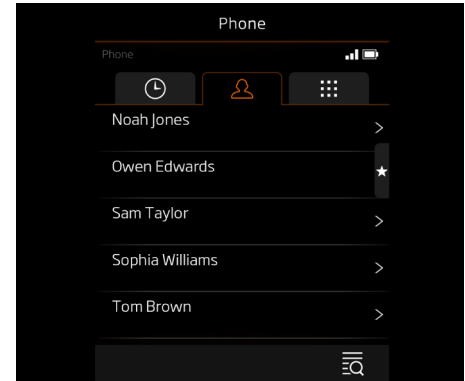 Phone
Phone
Noah Jones
Owen Edwards
Sam Taylor
Sophia Williams
Tom Brown